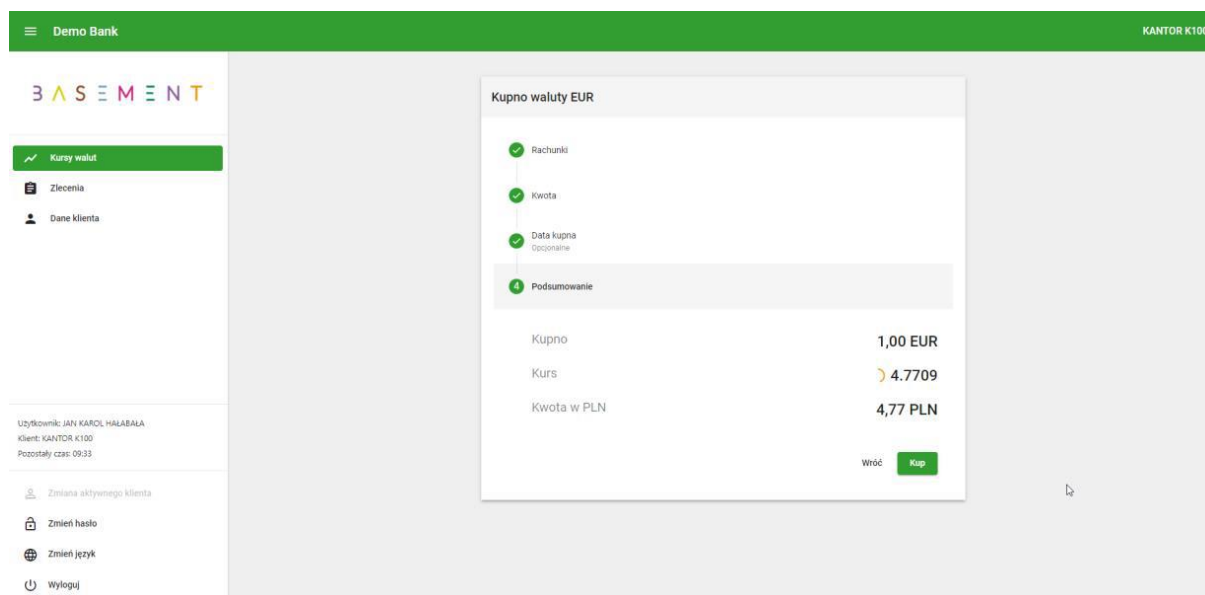 Demo Bank
KANTOR K100
BASEMENT
Kursy walut
Zlecenia
Dane klienta
Użytkownik: JAN KAROL HAŁABAŁA
Klient: KANTOR K100
Pozostały czas: 09:33
Zmiana aktywnego klienta
Zmień hasło
Zmień język
Wyloguj
Kupno waluty EUR
Rachunki
Kwota
Data kupna
Opcjonalne
4 Podsumowanie
Kupno 1,00 EUR
Kurs 4.7709
Kwota w PLN 4,77 PLN
Wróć Kup